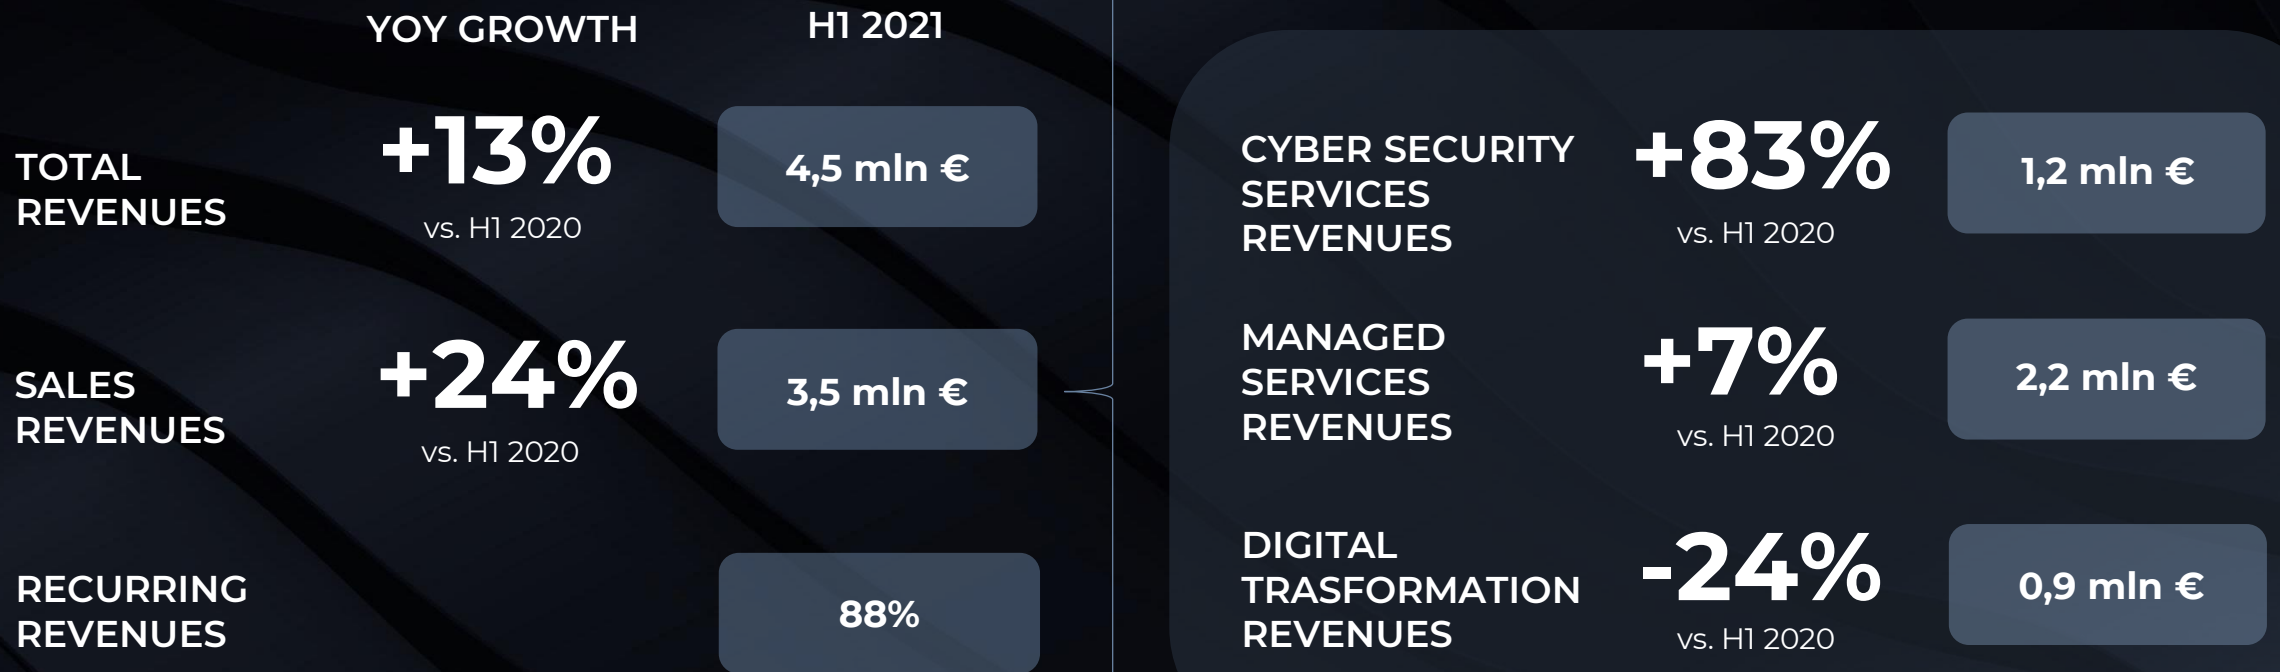 YOY GROWTH
H1 2021
TOTAL
REVENUES
+13%
vs. H1 2020
4,5 mln €
SALES
REVENUES
+24%
vs. H1 2020
3,5 mln €
RECURRING
REVENUES
88%
CYBER SECURITY
SERVICES
REVENUES
+83%
vs. H1 2020
1,2 mln €
MANAGED
SERVICES
REVENUES
+7%
vs. H1 2020
2,2 mln €
DIGITAL
TRASFORMATION
REVENUES
-24%
vs. H1 2020
0,9 mln €